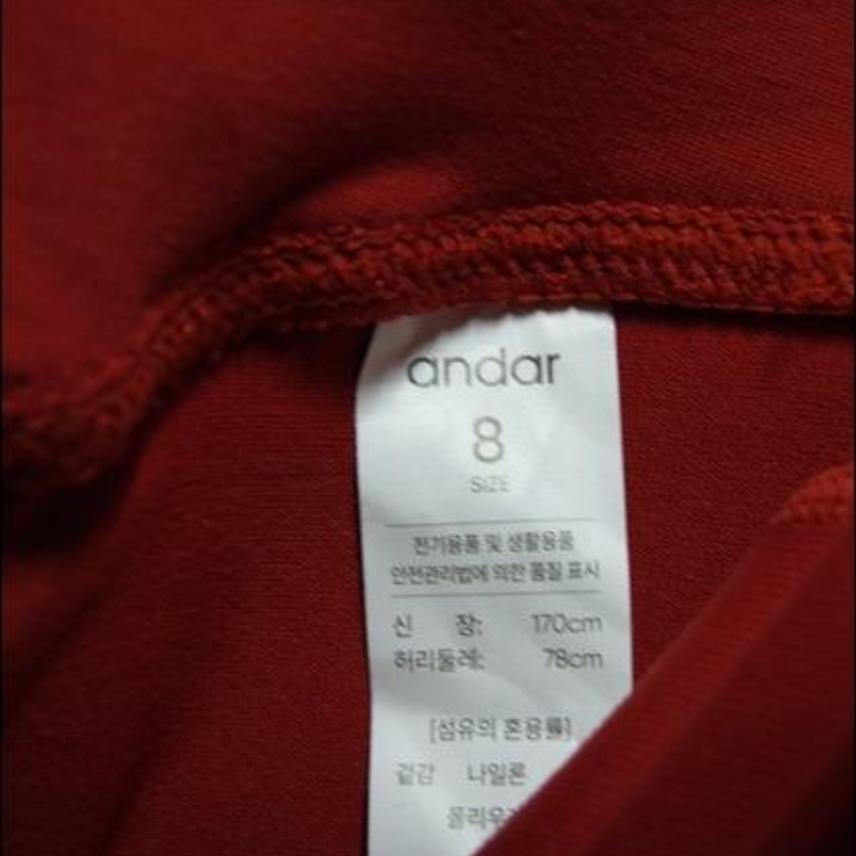 andar
8
SIZE
전기용품 및 생활용품
안전관리법에 의한 품질 표시
신 장: 170cm
허리둘레: 78cm
[섬유의 혼용률]
겉감 나일론